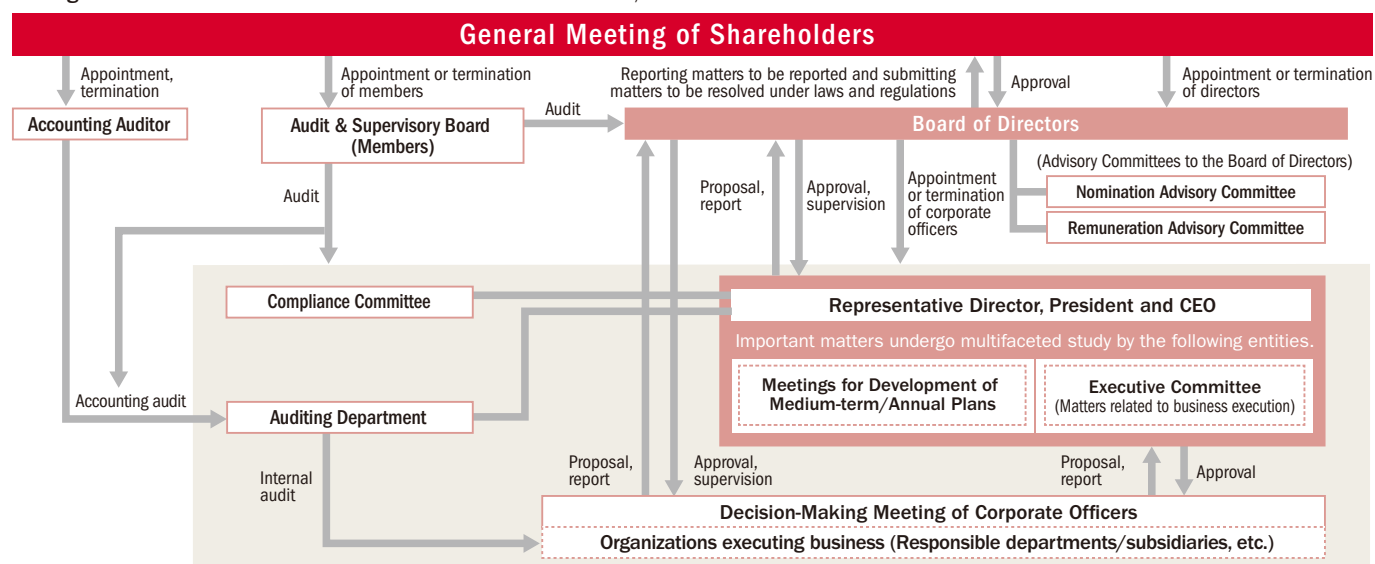 General Meeting of Shareholders
Appointment,
termination
Appointment or termination
of members
Reporting matters to be reported and submitting
matters to be resolved under laws and regulations
Approval
Appointment or termination
of directors
Accounting Auditor
Audit & Supervisory Board
(Members)
Audit
Board of Directors
(Advisory Committees to the Board of Directors)
Nomination Advisory Committee
Remuneration Advisory Committee
Audit
Proposal,
report
Approval,
supervision
Appointment
or termination
of corporate
officers
Compliance Committee
Representative Director, President and CEO
Important matters undergo multifaceted study by the following entities.
Meetings for Development of
Medium-term/Annual Plans
Executive Committee
(Matters related to business execution)
Accounting audit
Auditing Department
Internal
audit
Proposal,
report
Approval,
supervision
Proposal,
report
Approval
Decision-Making Meeting of Corporate Officers
Organizations executing business (Responsible departments/subsidiaries, etc.)